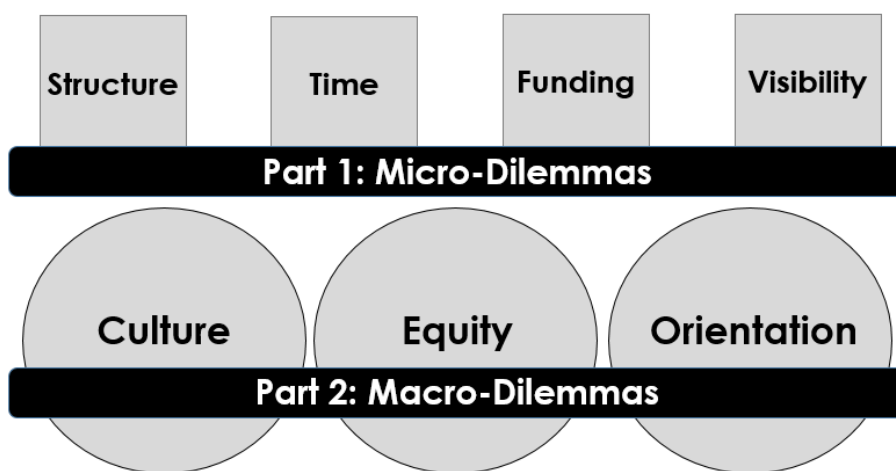 Structure
Time
Funding
Visibility
Part 1: Micro-Dilemmas
Culture
Equity
Orientation
Part 2: Macro-Dilemmas